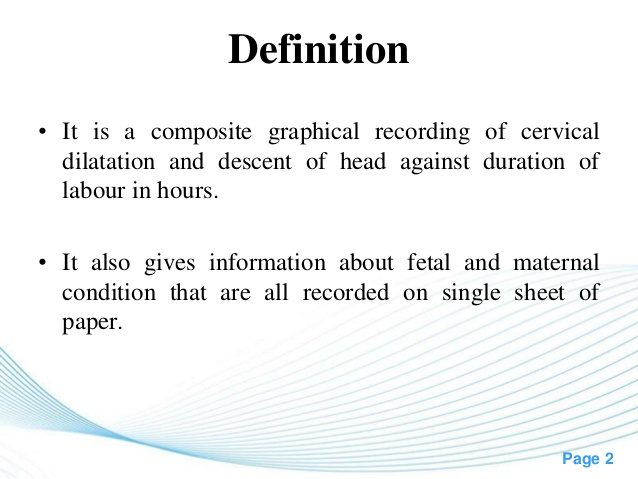 Definition
• It is a composite graphical recording of cervical
dilatation and descent of head against duration of
labour in hours.
• It also gives information about fetal and maternal
condition that are all recorded on single sheet of
paper.
Page 2